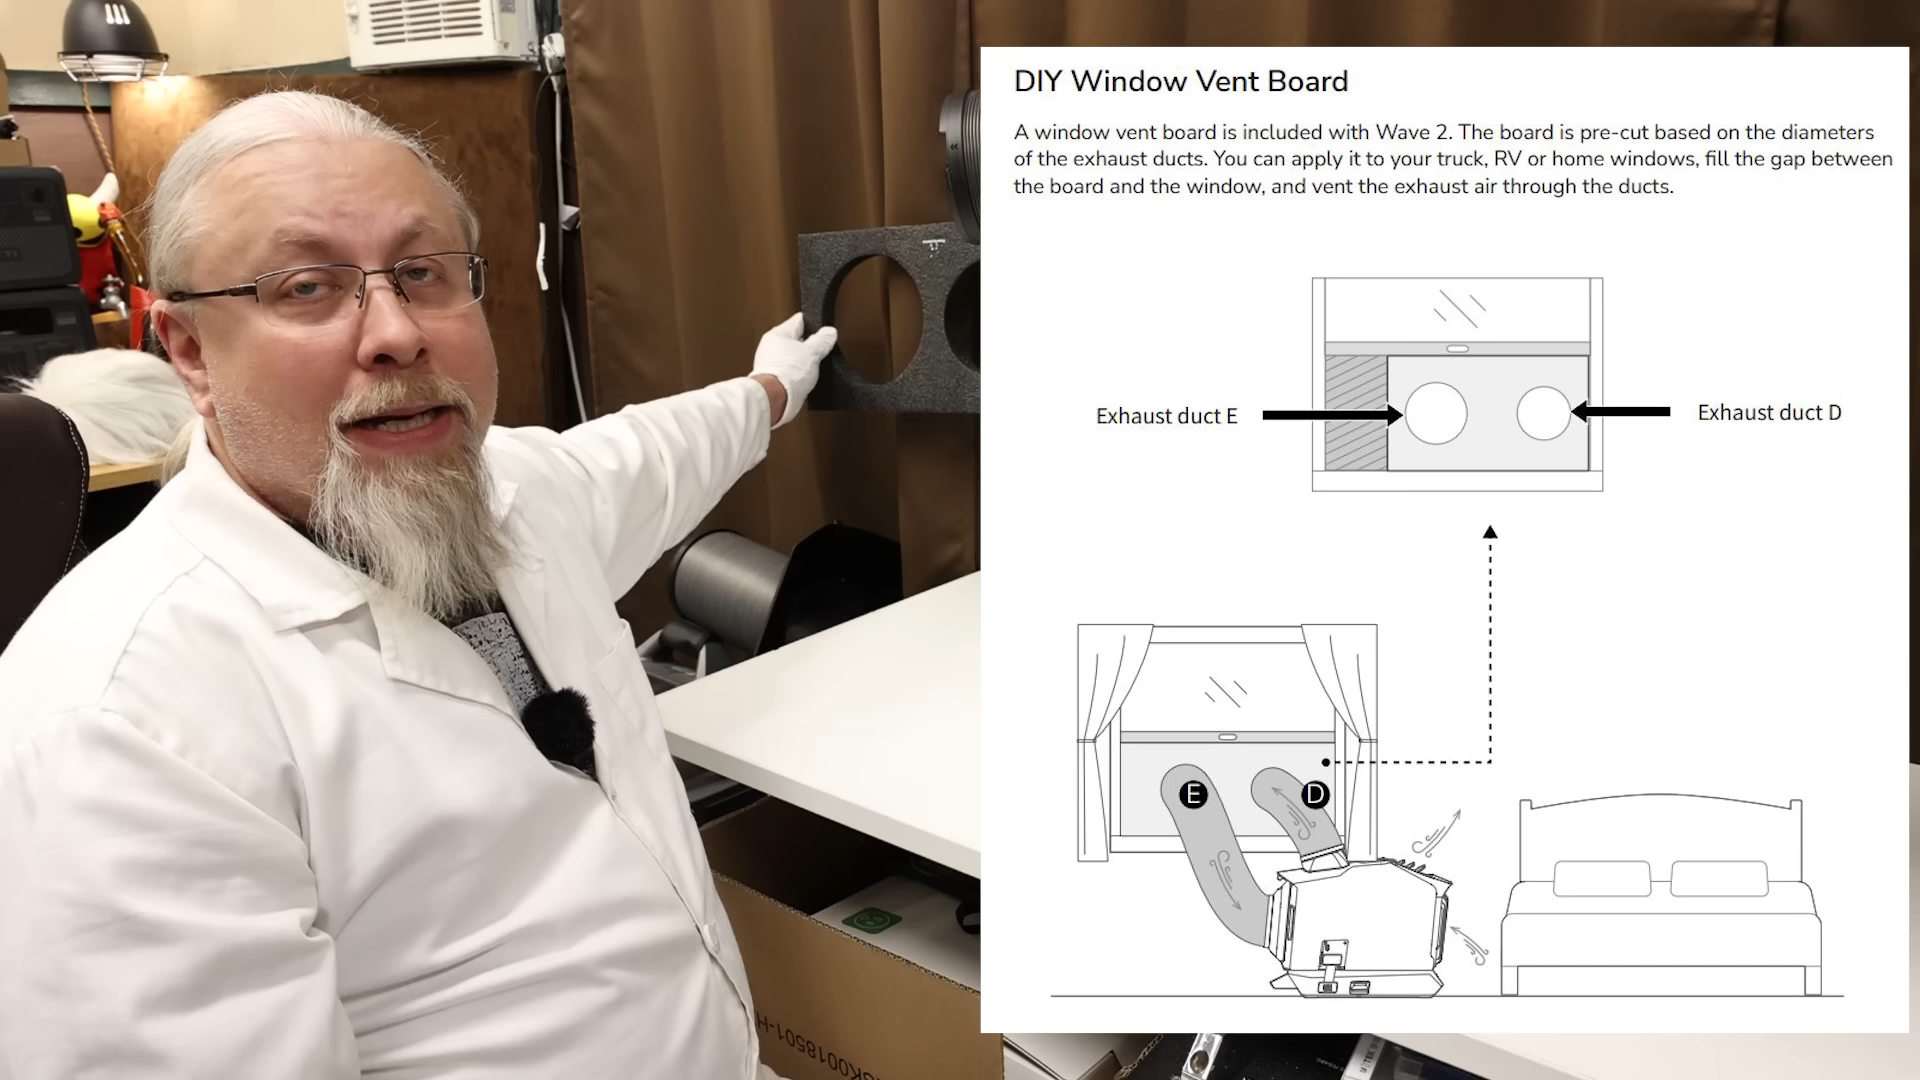 DIY Window Vent Board
A window vent board is included with Wave 2. The board is pre-cut based on the diameters
of the exhaust ducts. You can apply it to your truck, RV or home windows, fill the gap between
the board and the window, and vent the exhaust air through the ducts.
Exhaust duct E
Exhaust duct D
E
D